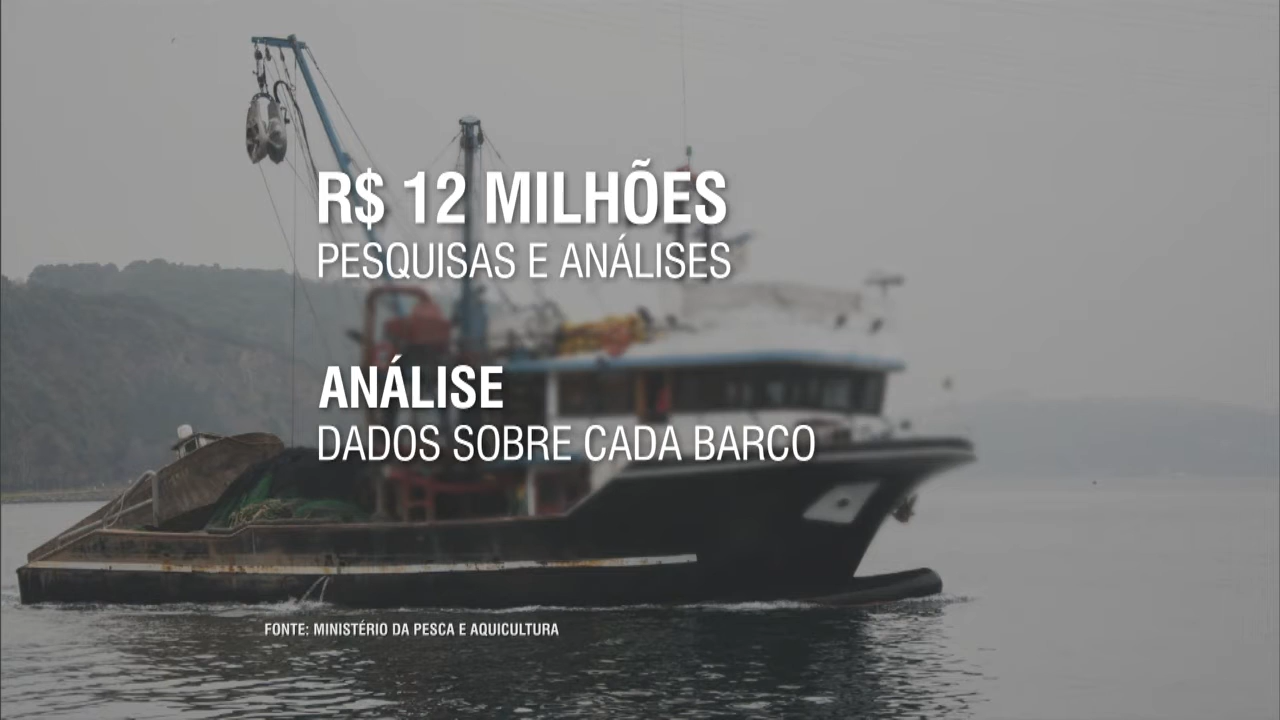 R$ 12 MILHÕES
PESQUISAS E ANÁLISES
ANÁLISE
DADOS SOBRE CADA BARCO
FONTE: MINISTÉRIO DA PESCA E AQUICULTURA